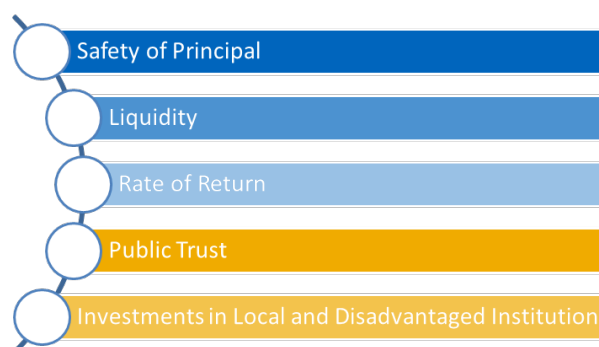 Safety of Principal
Liquidity
Rate of Return
Public Trust
Investments in Local and Disadvantaged Institution